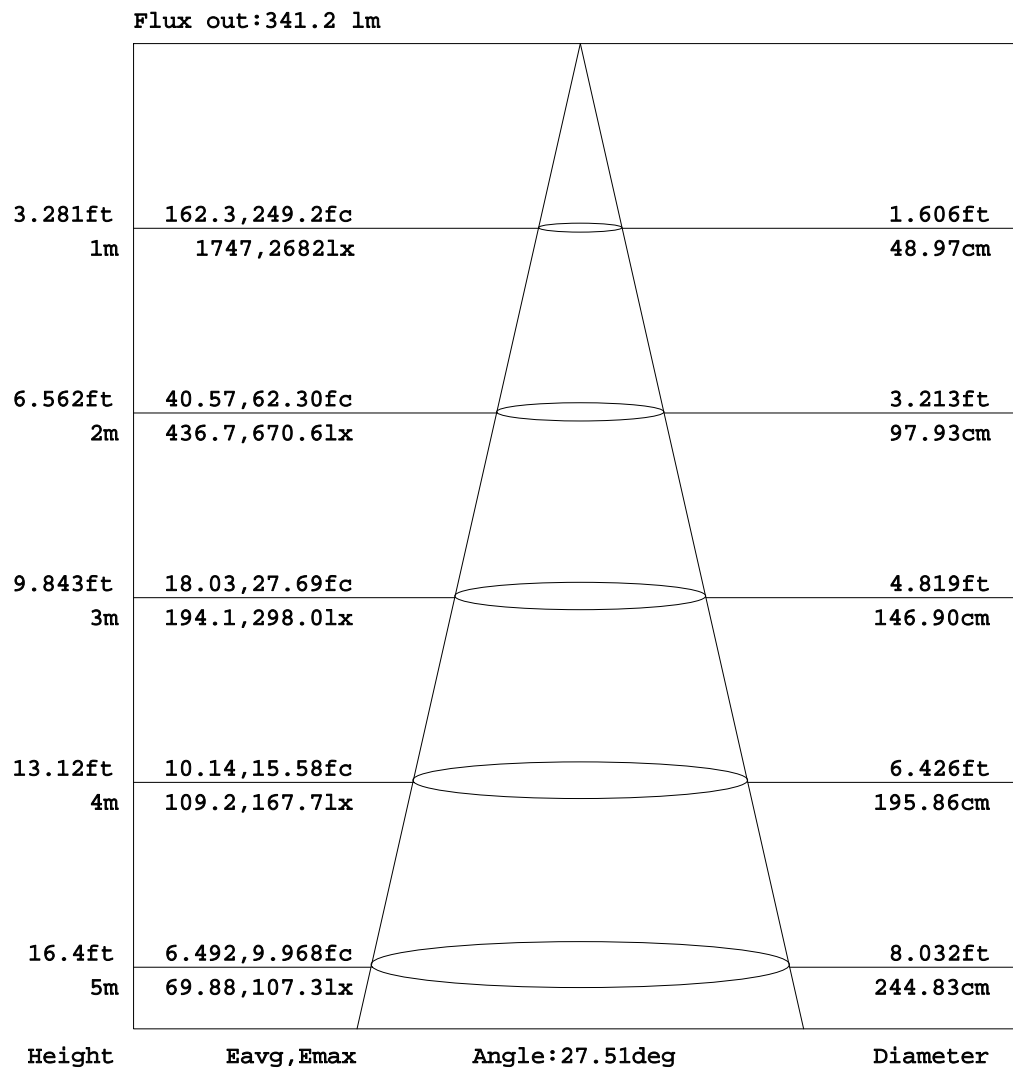 Flux out:341.2 lm
3.281ft 162.3,249.2fc 1.606ft
1m 1747,2682lx 48.97cm
6.562ft 40.57,62.30fc 3.213ft
2m 436.7,670.6lx 97.93cm
9.843ft 18.03,27.69fc 4.819ft
3m 194.1,298.0lx 146.90cm
13.12ft 10.14,15.58fc 6.426ft
4m 109.2,167.7lx 195.86cm
16.4ft 6.492,9.968fc 8.032ft
5m 69.88,107.3lx 244.83cm
Height Eavg,Emax Angle:27.51deg Diameter